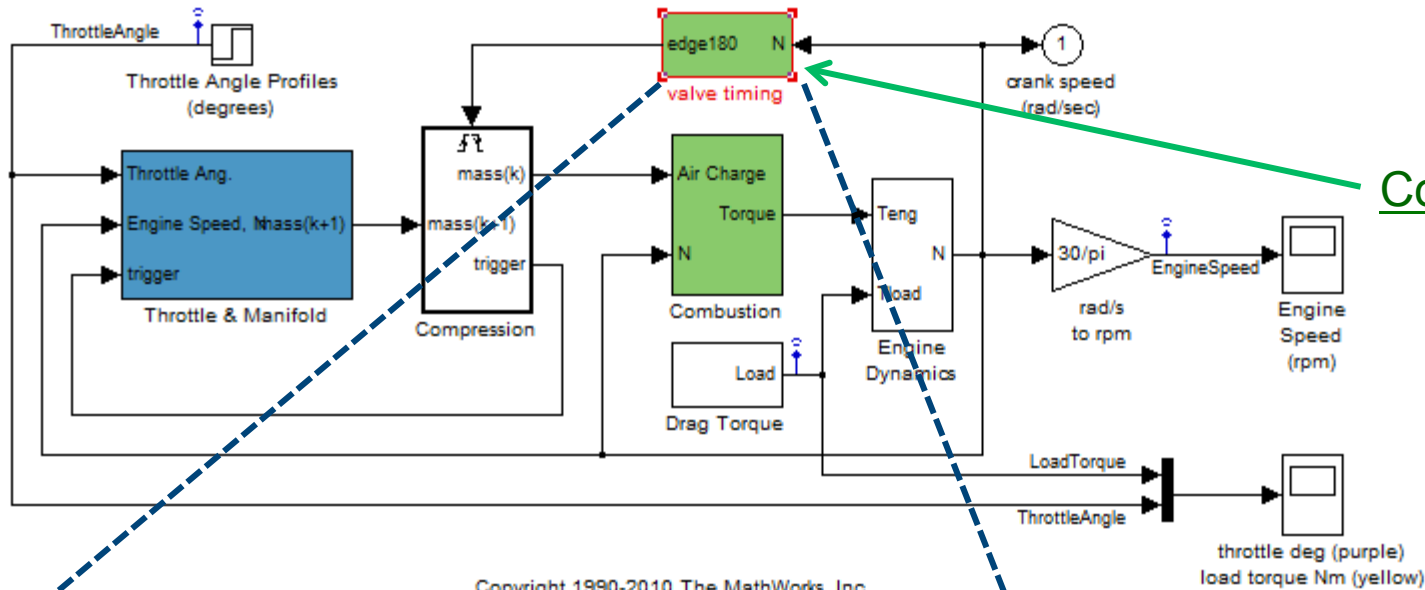 ThrottleAngle
Throttle Angle Profiles
(degrees)
edge180 N
valve timing
1
crank speed
(rad/sec)
Throttle Ang.
Engine Speed, N mass(k+1)
trigger
Throttle & Manifold
mass(k)
mass(k+1)
trigger
Compression
Air Charge
Torque
N
Combustion
Teng
N
Tload
Engine
Dynamics
Load
Drag Torque
30/pi
rad/s
to rpm
EngineSpeed
Engine
Speed
(rpm)
Co
LoadTorque
ThrottleAngle
throttle deg (purple)
load torque Nm (yellow)
Copyright 1990-2010 The MathWorks, Inc